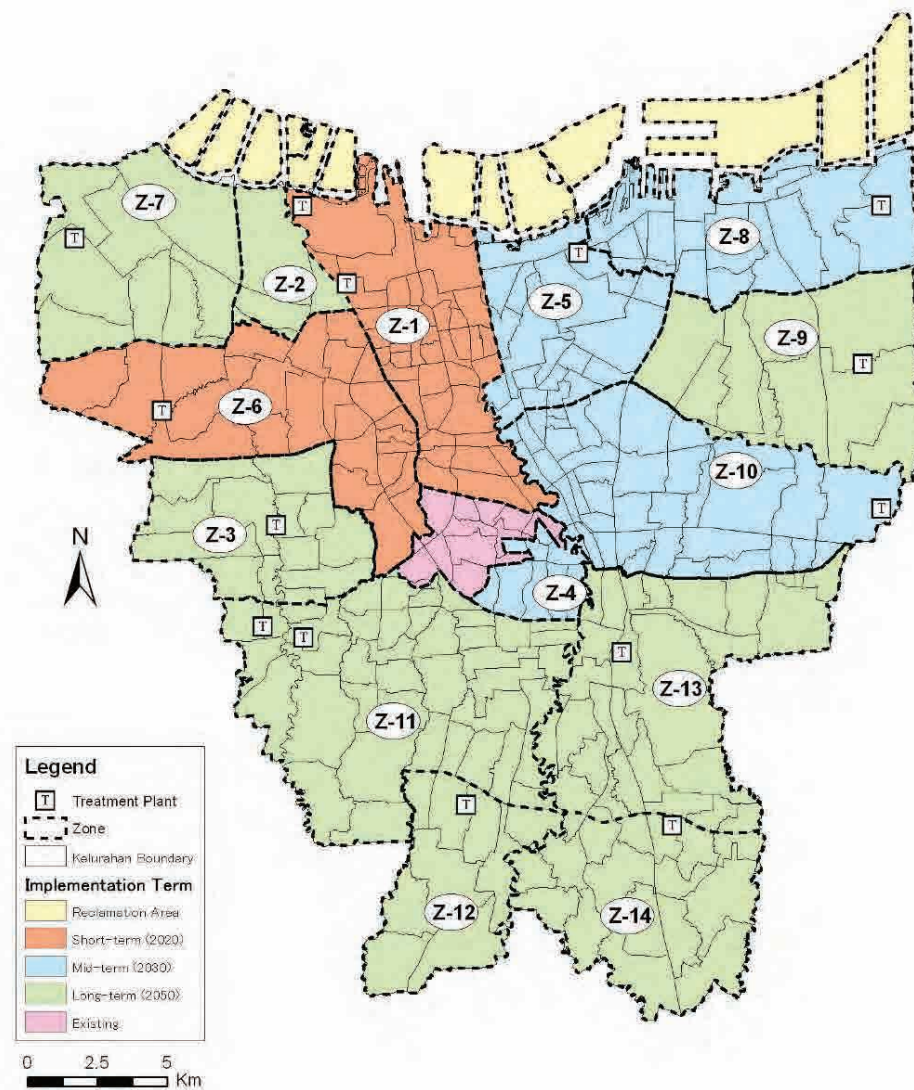 Z-7
T
T
T
Z-8
Z-2
T
T
Z-5
Z-1
Z-9
T
Z-6
T
Z-10
T
Z-3
T
N
Z-4
T
T
T
Z-13
Z-11
Legend
T Treatment Plant
Zone
Kelurahan Boundary
Implementation Term
Reclamation Area
Short-term (2020)
Mid-term (2030)
Long-term (2050)
Existing
T
T
Z-12
Z-14
0 2.5 5
Km